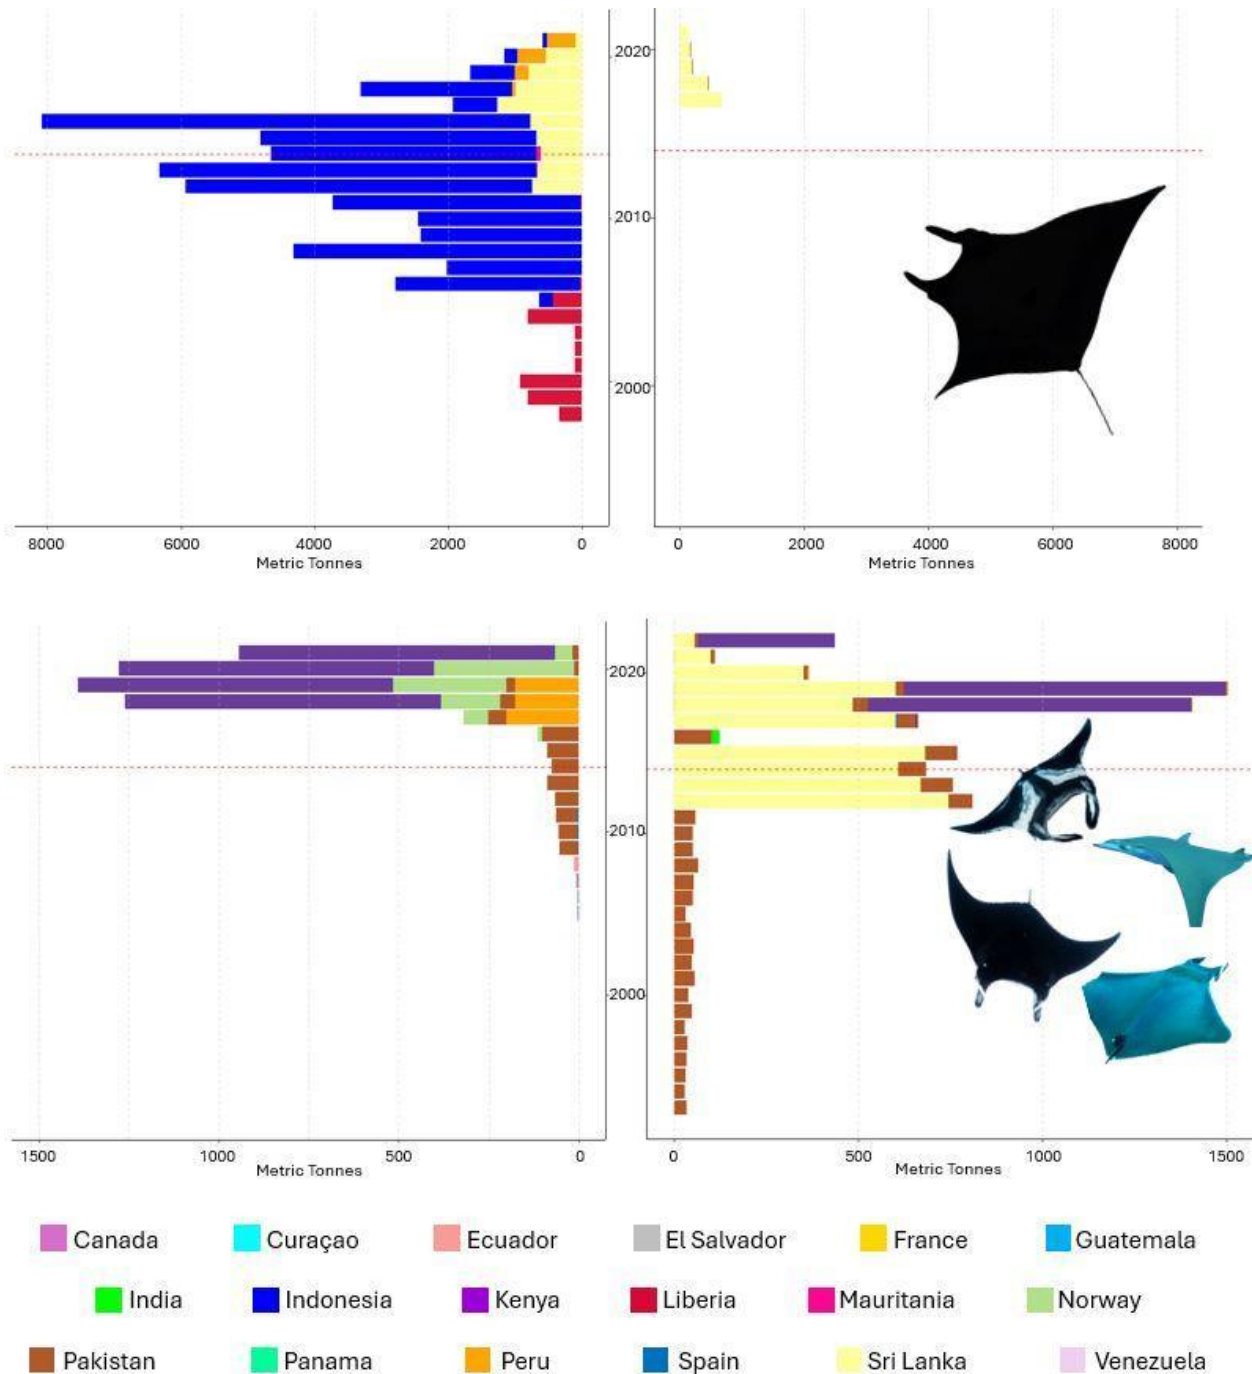 2020
2010
2000
8000 6000 4000 2000 0
Metric Tonnes
0 2000 4000 6000 8000
Metric Tonnes
2020
2010
2000
1500 1000 500 0
Metric Tonnes
0 500 1000 1500
Metric Tonnes
Canada Curaçao Ecuador El Salvador France Guatemala
India Indonesia Kenya Liberia Mauritania Norway
Pakistan Panama Peru Spain Sri Lanka Venezuela